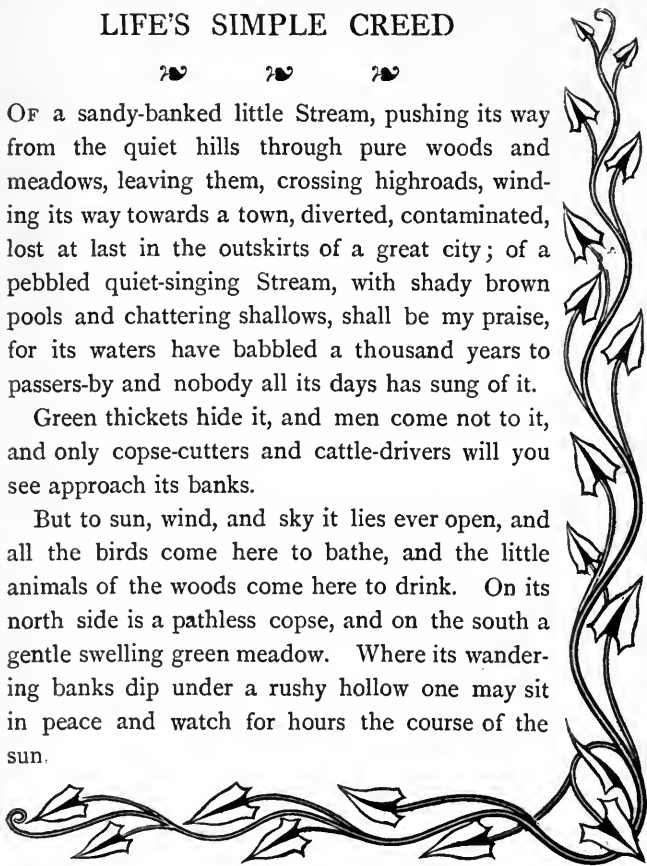 LIFE'S SIMPLE CREED
OF a sandy-banked little Stream, pushing its way
from the quiet hills through pure woods and
meadows, leaving them, crossing highroads, wind-
ing its way towards a town, diverted, contaminated,
lost at last in the outskirts of a great city; of a
pebbled quiet-singing Stream, with shady brown
pools and chattering shallows, shall be my praise,
for its waters have babbled a thousand years to
passers-by and nobody all its days has sung of it.
Green thickets hide it, and men come not to it,
and only copse-cutters and cattle-drivers will you
see approach its banks.
But to sun, wind, and sky it lies ever open, and
all the birds come here to bathe, and the little
animals of the woods come here to drink. On its
north side is a pathless copse, and on the south a
gentle swelling green meadow. Where its wander-
ing banks dip under a rushy hollow one may sit
in peace and watch for hours the course of the
sun.